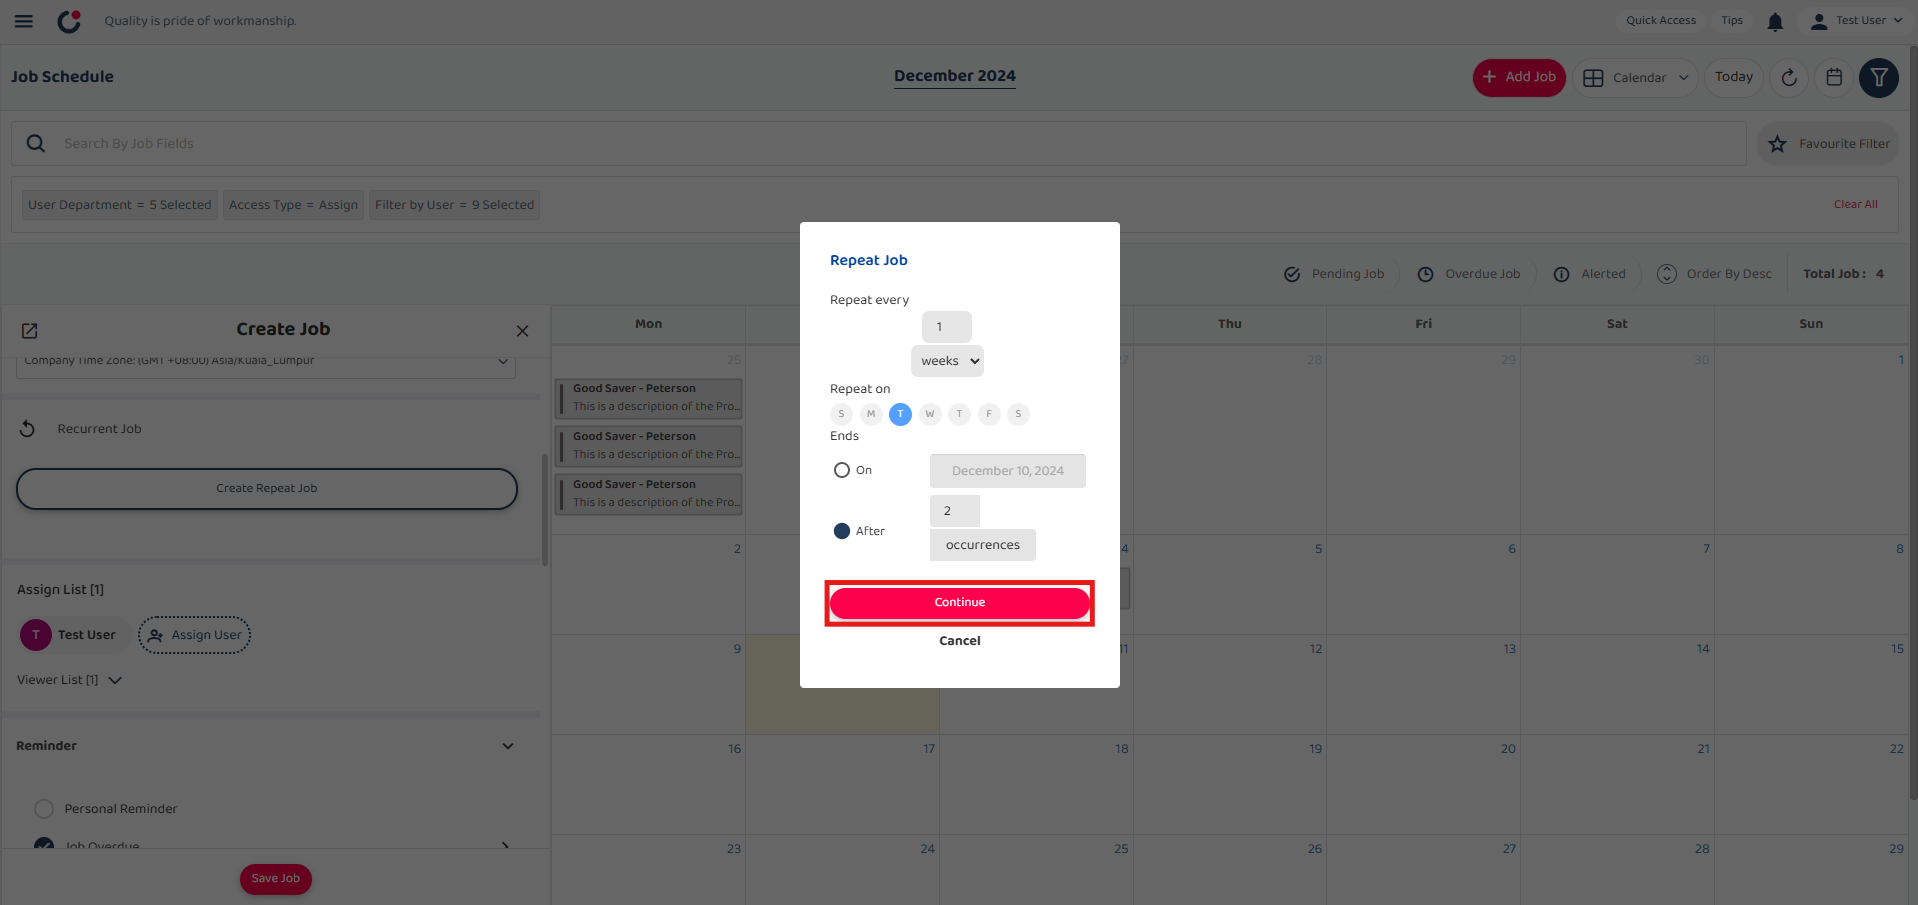 Quality is pride of workmanship.
Quick Access
Tips
Test User
Job Schedule
December 2024
+ Add Job
Calendar
Today
Search By Job Fields
Favourite Filter
User Department = 5 Selected
Access Type = Assign
Filter by User = 9 Selected
Clear All
Pending Job
Overdue Job
Alerted
Order By Desc
Total Job : 4
Create Job
Company Time Zone: (GMT +08:00) Asia/Kuala_Lumpur
Recurrent Job
Create Repeat Job
Assign List [1]
T
Test User
Assign User
Viewer List [1]
Reminder
Personal Reminder
Job Overdue
Save Job
Mon
Thu
Fri
Sat
Sun
25
28
29
30
1
Good Saver - Peterson
This is a description of the Pro...
Good Saver - Peterson
This is a description of the Pro...
Good Saver - Peterson
This is a description of the Pro...
2
4
5
6
7
8
9
11
12
13
14
15
16
17
18
19
20
21
22
23
24
25
26
27
28
29
Repeat Job
Repeat every
1
weeks
Repeat on
S M T W T F S
Ends
On
December 10, 2024
After
2
occurrences
Continue
Cancel